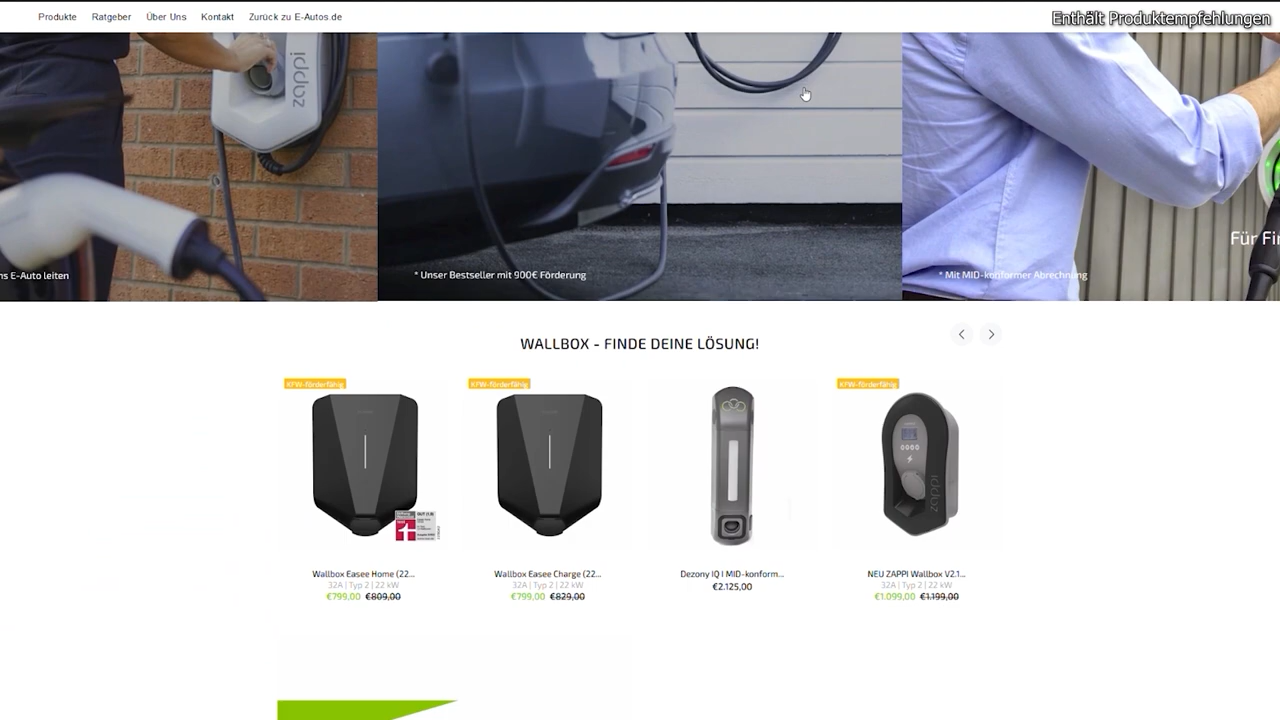 Produkte Ratgeber Über Uns Kontakt Zurück zu E-Autos.de
Enthält Produktempfehlungen
zappi
ns E-Auto leiten
* Unser Bestseller mit 900€ Förderung
Für Fi
* Mit MID-konformer Abrechnung
WALLBOX - FINDE DEINE LÖSUNG!
KFW-förderfähig
KFW-förderfähig
KFW-förderfähig
zappi
Wallbox Easee Home (22...
32A | Typ 2 | 22 kW
€799,00 €809,00
Wallbox Easee Charge (22...
32A | Typ 2 | 22 kW
€799,00 €829,00
Dezony IQ I MID-konform...
€2.125,00
NEU ZAPPI Wallbox V2.1...
32A | Typ 2 | 22 kW
€1.099,00 €1.199,00